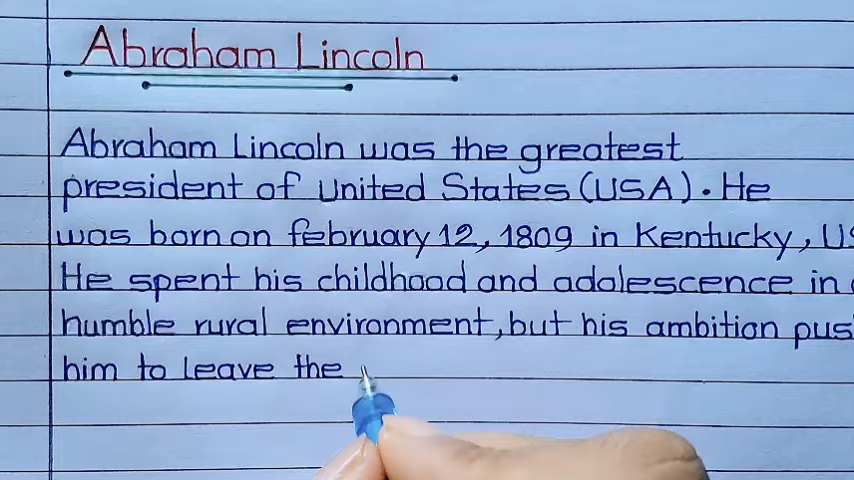 Abraham Lincoln
Abraham Lincoln was the greatest
president of United States (USA). He
was born on february 12, 1809 in Kentucky, US
He spent his childhood and adolescence in
humble rural environment, but his ambition pus
him to leave the